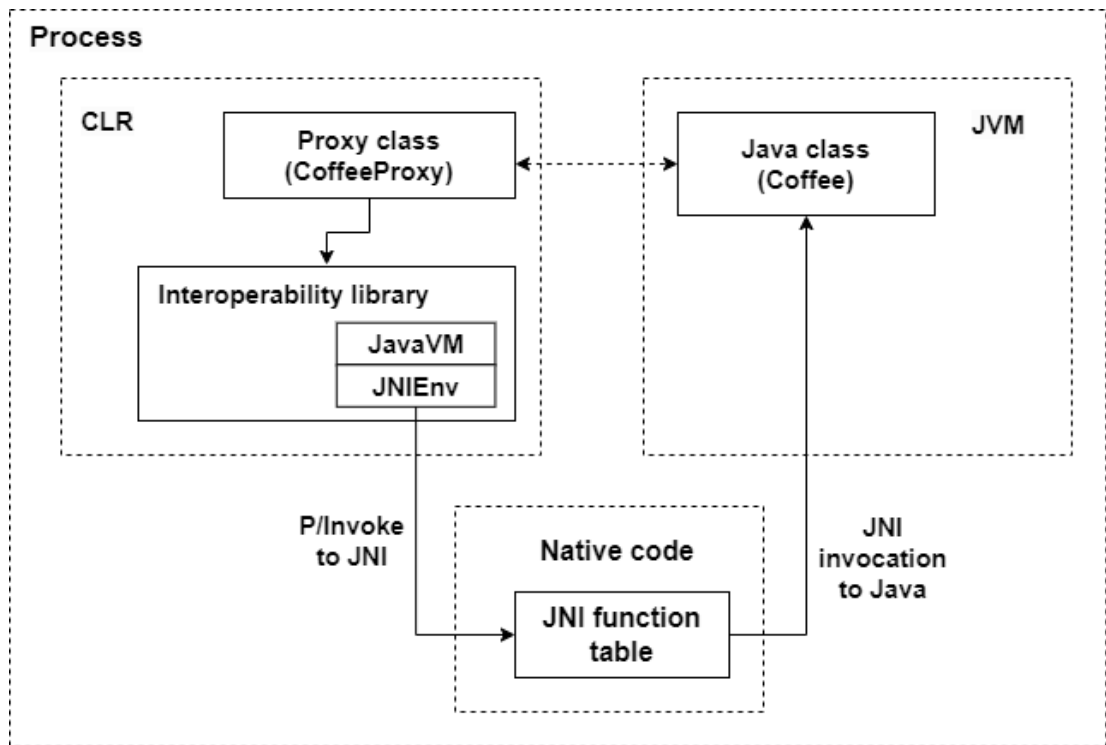 Process
CLR
Proxy class
(CoffeeProxy)
Java class
(Coffee)
JVM
Interoperability library
JavaVM
JNIEnv
P/Invoke
to JNI
Native code
JNI function
table
JNI
invocation
to Java